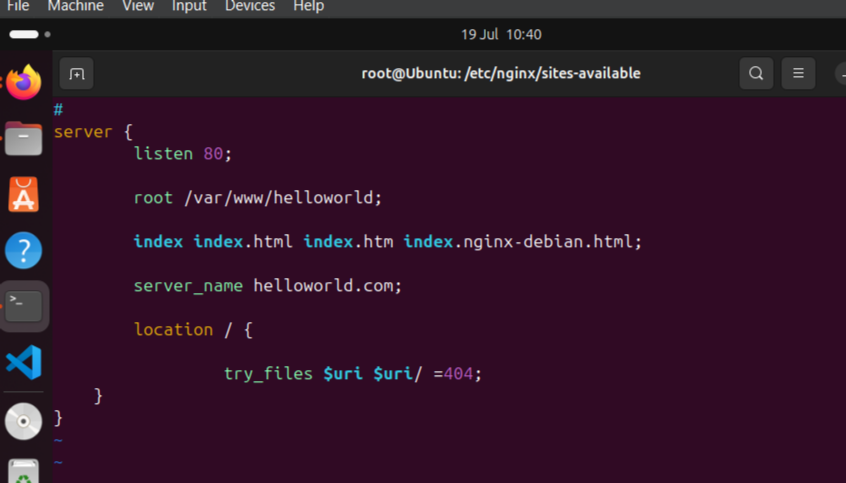 File Machine View Input Devices Help
19 Jul 10:40
root@Ubuntu: /etc/nginx/sites-available
#
server {
listen 80;
root /var/www/helloworld;
index index.html index.htm index.nginx-debian.html;
server_name helloworld.com;
location / {
try_files $uri $uri/ =404;
}
}
~
~